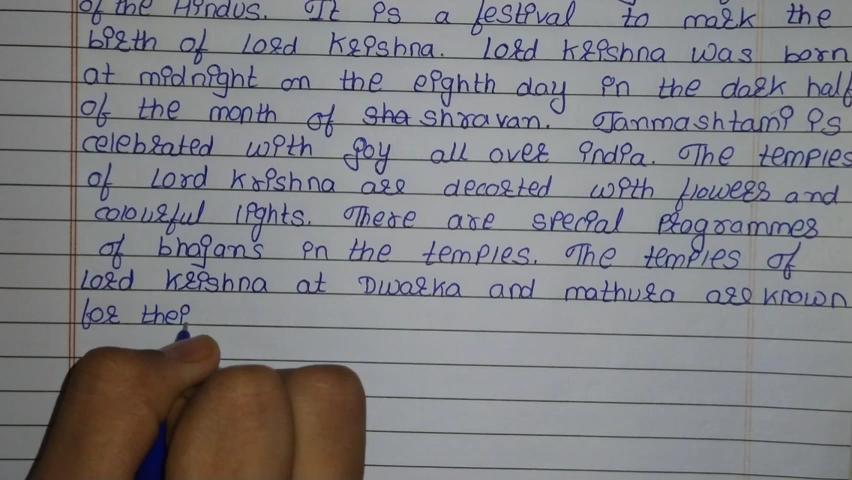 of the Hindus. It is a festival to mark the
birth of Lord Krishna. Lord Krishna was born
at midnight on the eighth day in the dark half
of the month of sha shravan. Janmashtami is
celebrated with joy all over india. The temples
of Lord Krishna are decorted with flowers and
colourful lights. There are special programmes
of bhajans in the temples. The temples of
Lord Krishna at Dwarka and mathura are known
for thei